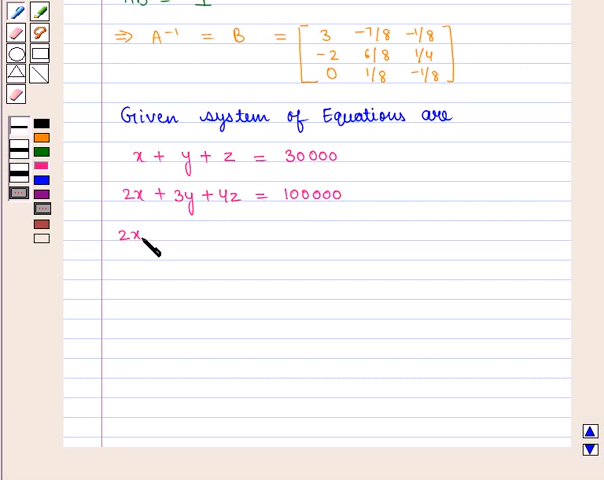 AB = I
⇒ A⁻¹ = B = [ 3 -7/8 -1/8
-2 6/8 1/4
0 1/8 -1/8 ]
Given system of Equations are
x + y + z = 30000
2x + 3y + 4z = 100000
2x